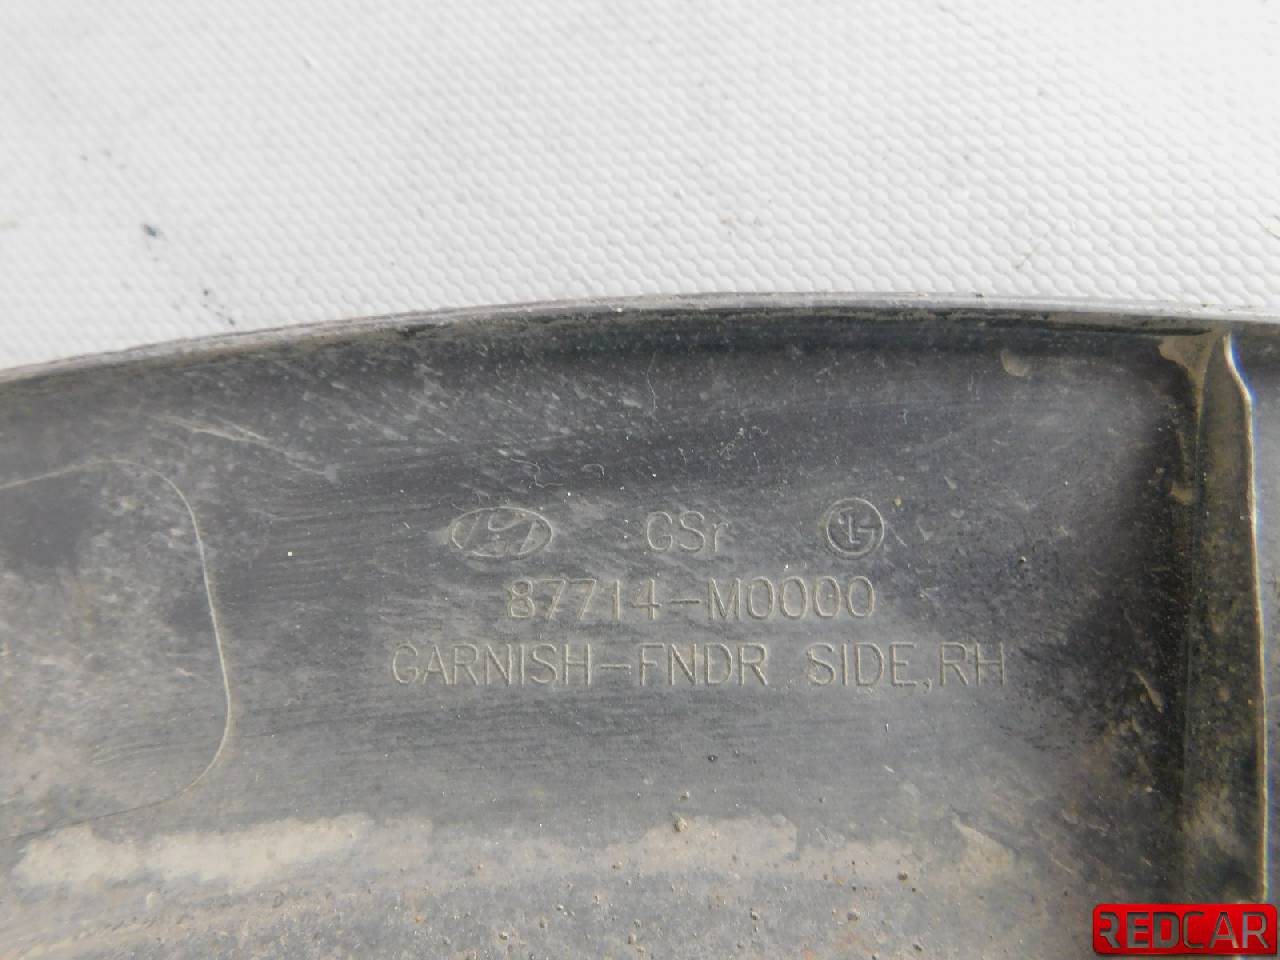 GSr
87714-M0000
GARNISH-FNDR SIDE,RH
REDCAR